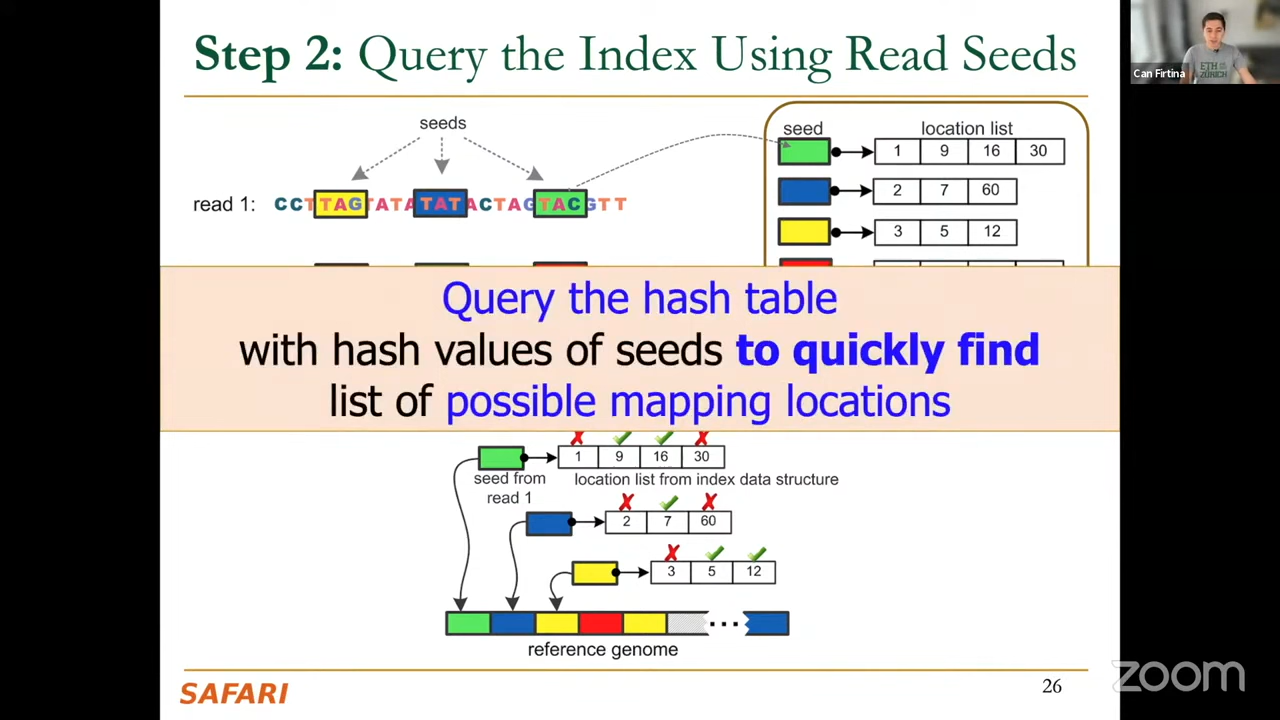 Step 2: Query the Index Using Read Seeds
Can Firtina
ETH
ZÜRICH
seeds
seed
location list
1 9 16 30
2 7 60
3 5 12
read 1: CCTTAGTATATATACTAGTACGTT
Query the hash table
with hash values of seeds to quickly find
list of possible mapping locations
1 9 16 30
seed from
read 1
location list from index data structure
2 7 60
3 5 12
reference genome
SAFARI
26
zoom